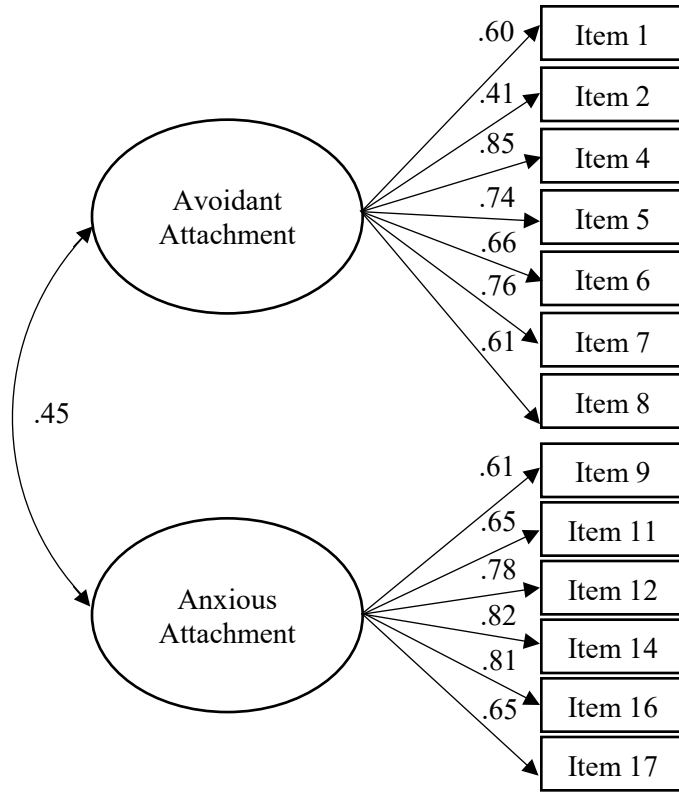 .60
Item 1
.41
Item 2
.85
Item 4
.74
Item 5
.66
Item 6
.76
Item 7
.61
Item 8
Avoidant
Attachment
.45
.61
Item 9
.65
Item 11
.78
Item 12
.82
Item 14
.81
Item 16
.65
Item 17
Anxious
Attachment